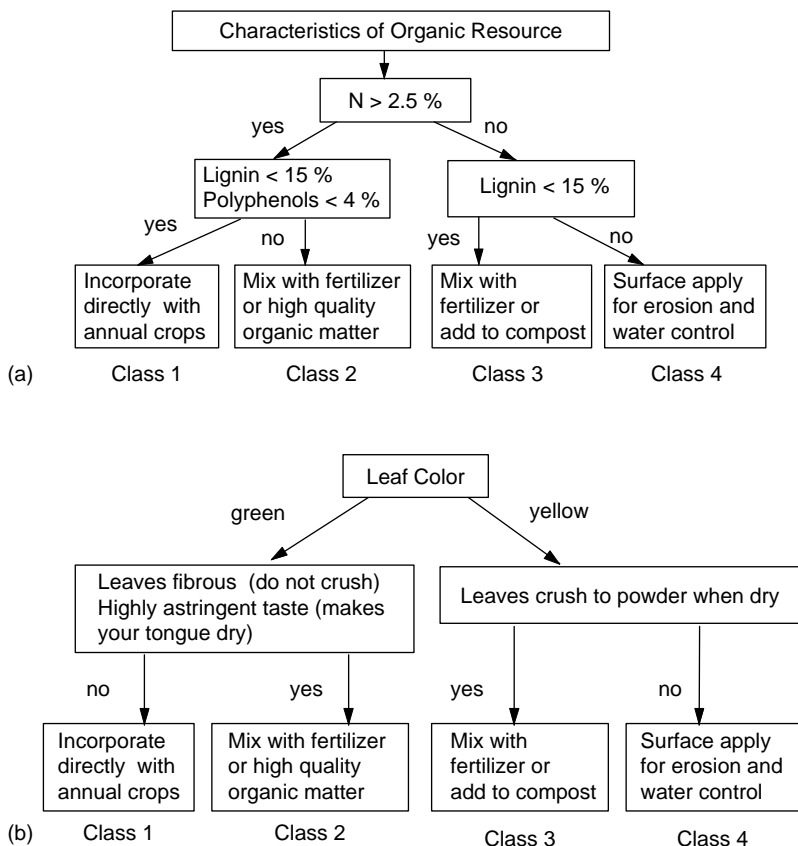 Characteristics of Organic Resource
N > 2.5 %
yes
no
Lignin < 15 %
Polyphenols < 4 %
Lignin < 15 %
yes
no
yes
no
Incorporate
directly with
annual crops
Mix with fertilizer
or high quality
organic matter
Mix with
fertilizer or
add to compost
Surface apply
for erosion and
water control
(a)
Class 1
Class 2
Class 3
Class 4
Leaf Color
green
yellow
Leaves fibrous (do not crush)
Highly astringent taste (makes
your tongue dry)
Leaves crush to powder when dry
no
yes
yes
no
Incorporate
directly with
annual crops
Mix with fertilizer
or high quality
organic matter
Mix with
fertilizer or
add to compost
Surface apply
for erosion and
water control
(b)
Class 1
Class 2
Class 3
Class 4